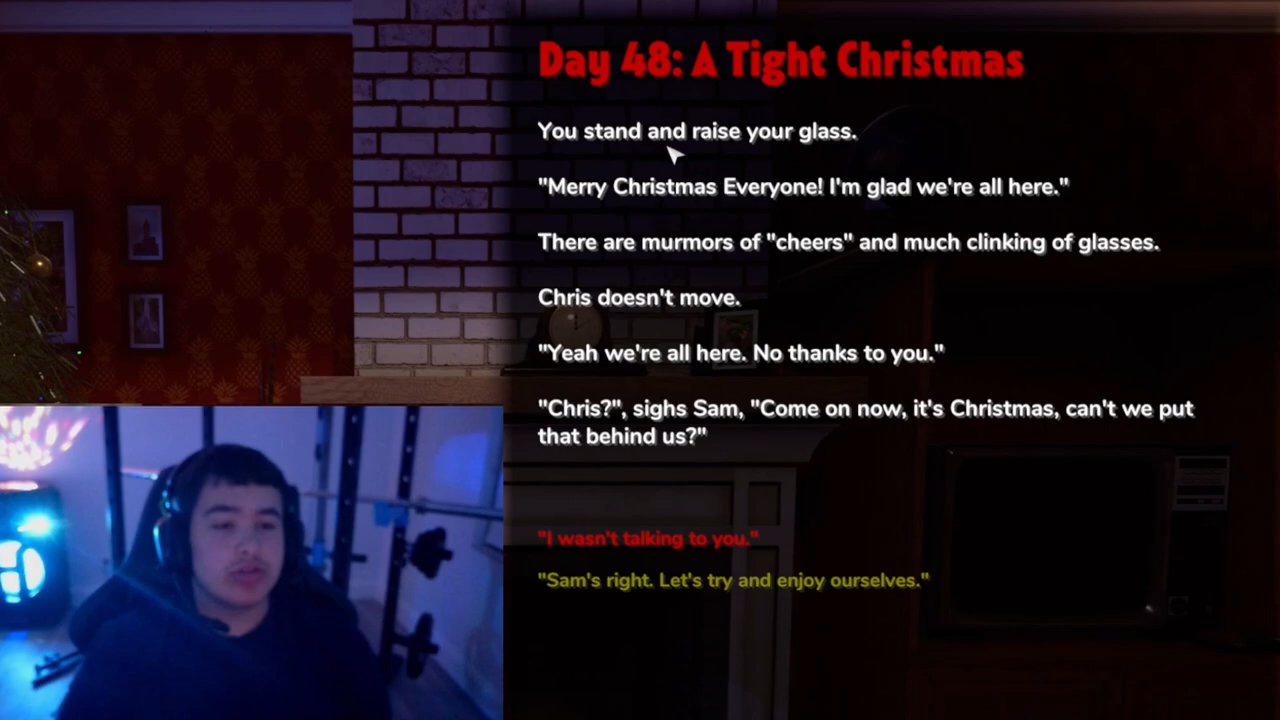 Day 48: A Tight Christmas
You stand and raise your glass.
"Merry Christmas Everyone! I'm glad we're all here."
There are murmors of "cheers" and much clinking of glasses.
Chris doesn't move.
"Yeah we're all here. No thanks to you."
"Chris?", sighs Sam, "Come on now, it's Christmas, can't we put
that behind us?"
"I wasn't talking to you."
"Sam's right. Let's try and enjoy ourselves."